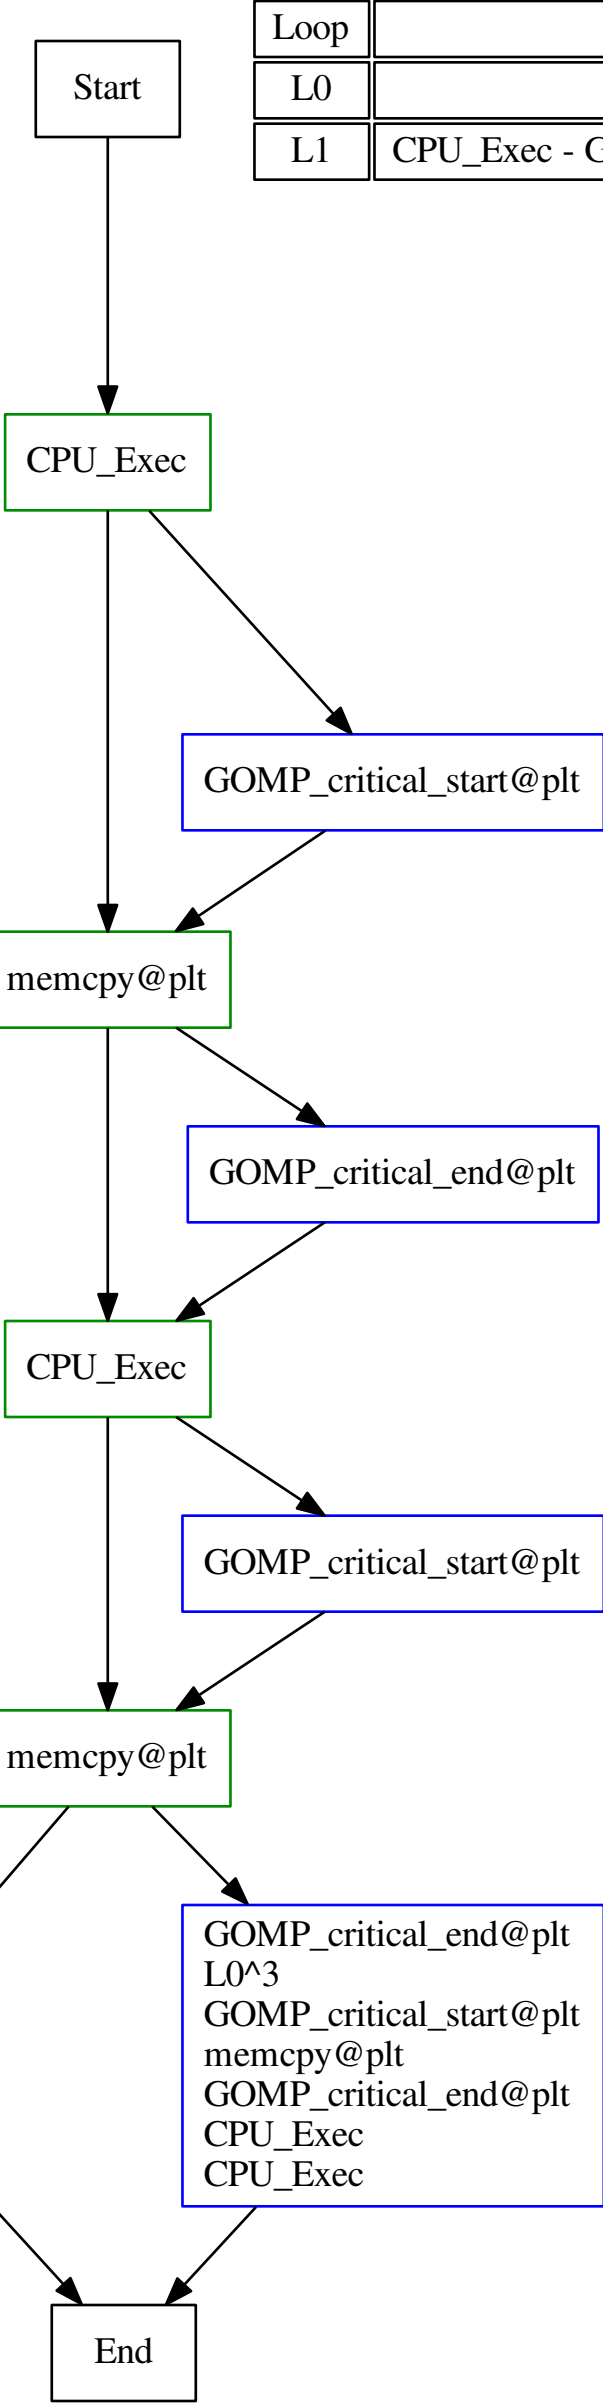 Loop
Start
L0
L1 CPU_Exec -
CPU_Exec
GOMP_critical_start@plt
memcpy@plt
GOMP_critical_end@plt
CPU_Exec
GOMP_critical_start@plt
memcpy@plt
GOMP_critical_end@plt
L0^3
GOMP_critical_start@plt
memcpy@plt
GOMP_critical_end@plt
CPU_Exec
CPU_Exec
End